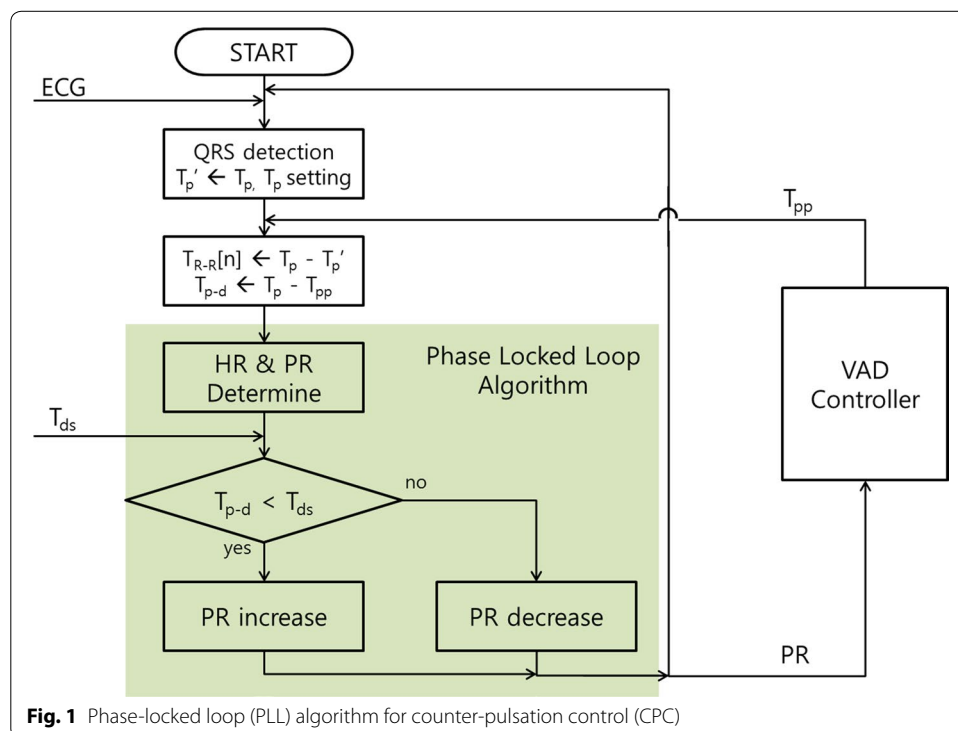 START
ECG
QRS detection
Tp' ← Tp, Tp setting
Tpp
TR-R[n] ← Tp - Tp'
Tp-d ← Tp - Tpp
Phase Locked Loop
Algorithm
HR & PR
Determine
VAD
Controller
Tds
Tp-d < Tds
no
yes
PR increase
PR decrease
PR
Fig. 1 Phase-locked loop (PLL) algorithm for counter-pulsation control (CPC)